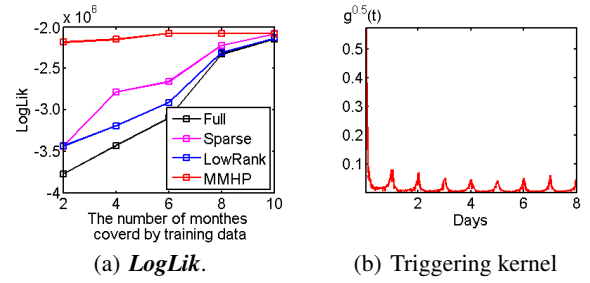 × 10⁶
-2.0
-2.5
-3.0
-3.5
-4
LogLik
2 4 6 8 10
The number of monthes
coverd by training data
Full
Sparse
LowRank
MMHP
(a) LogLik.
g^0.5(t)
0.5
0.4
0.3
0.2
0.1
0 2 4 6 8
Days
(b) Triggering kernel